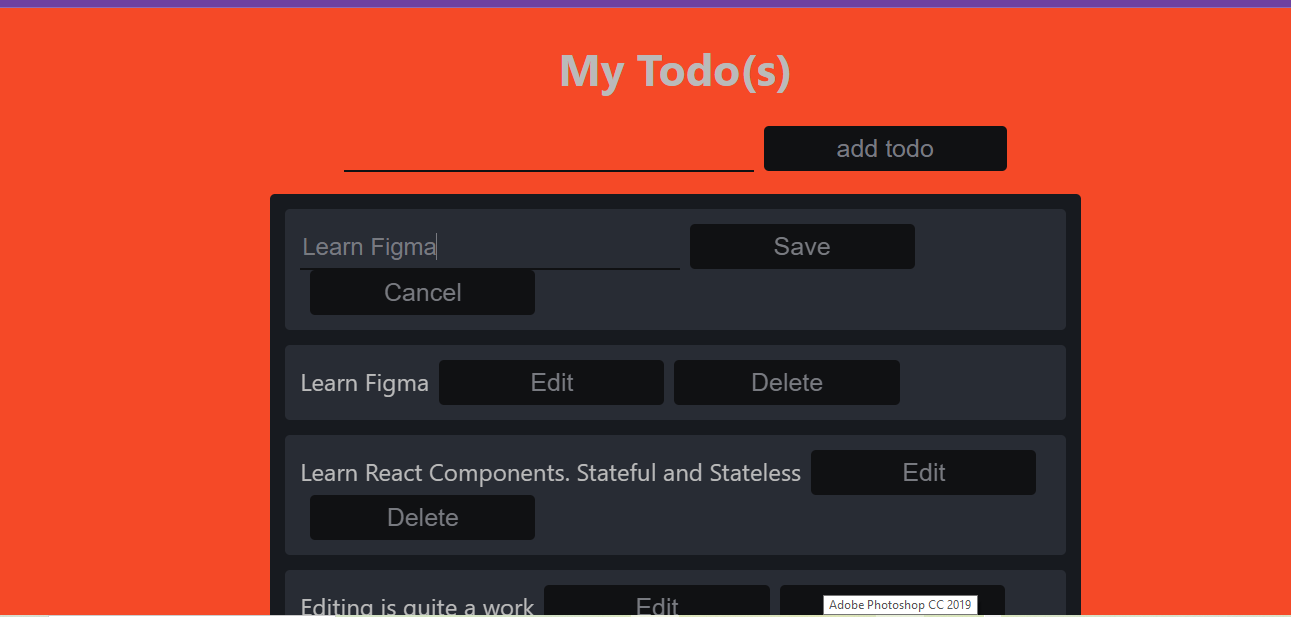 My Todo(s)
add todo
Learn Figma Save
Cancel
Learn Figma Edit Delete
Learn React Components. Stateful and Stateless Edit
Delete
Editing is quite a work Edit
Adobe Photoshop CC 2019